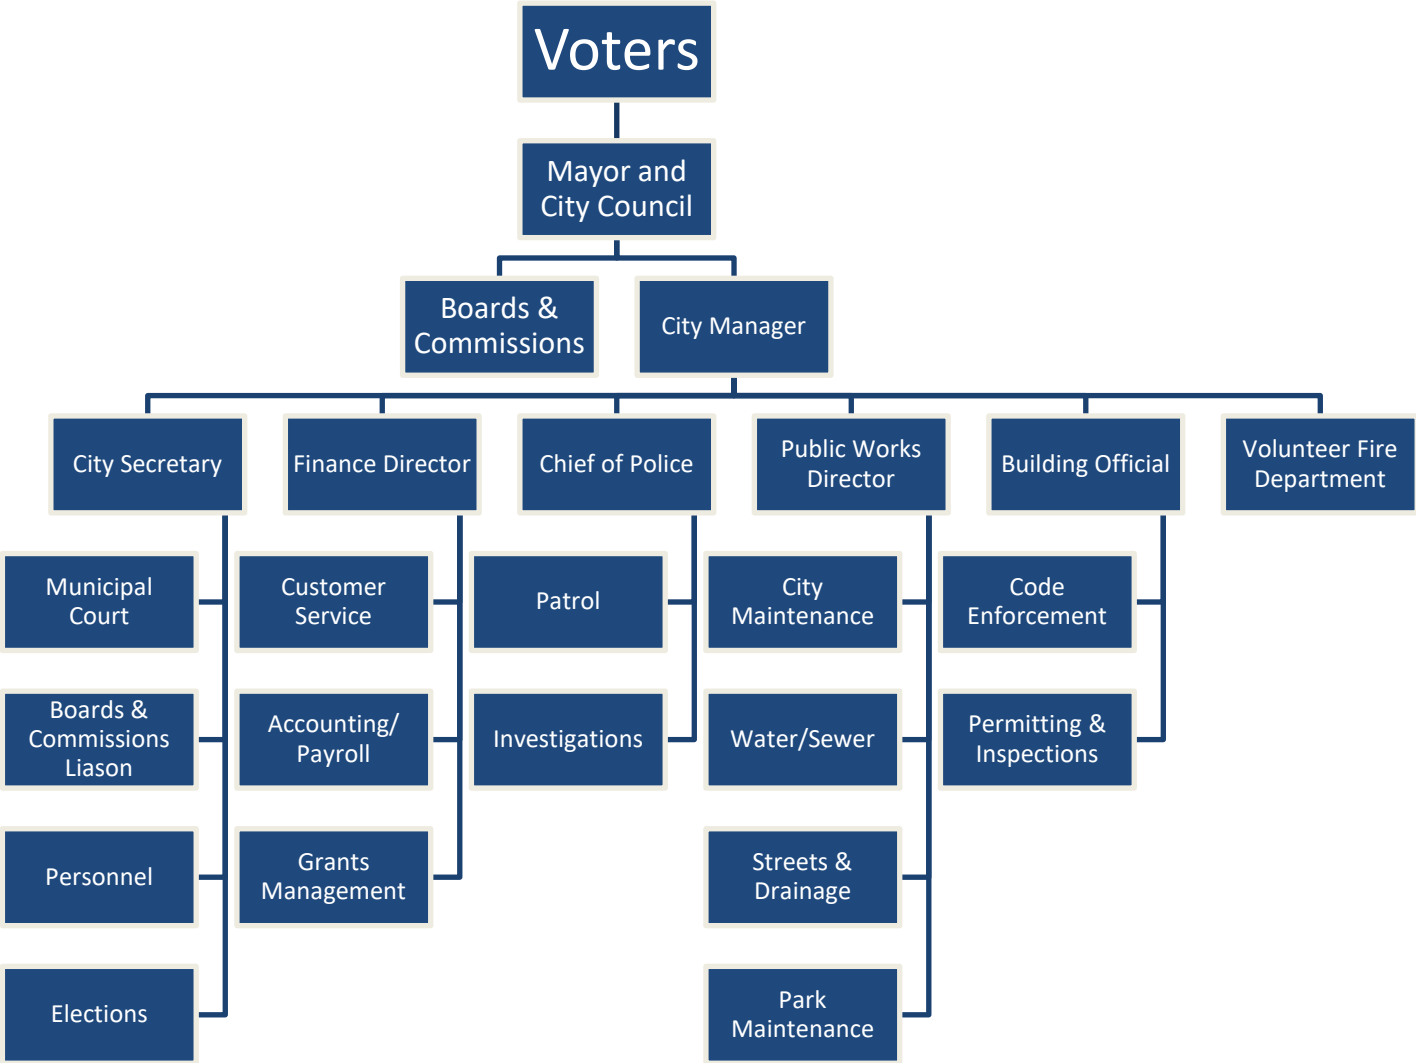 Voters
Mayor and
City Council
Boards &
Commissions
City Manager
City Secretary
Finance Director
Chief of Police
Public Works
Director
Building Official
Volunteer Fire
Department
Municipal
Court
Customer
Service
Patrol
City
Maintenance
Code
Enforcement
Boards &
Commissions
Liason
Accounting/
Payroll
Investigations
Water/Sewer
Permitting &
Inspections
Personnel
Grants
Management
Streets &
Drainage
Elections
Park
Maintenance